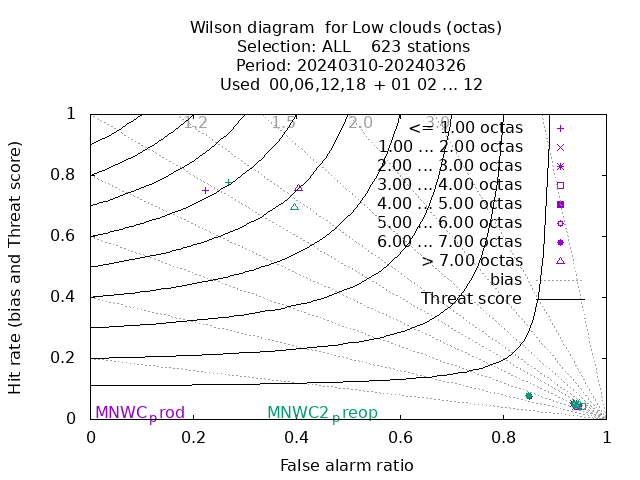 Wilson diagram for Low clouds (octas)
Selection: ALL 623 stations
Period: 20240310-20240326
Used 00,06,12,18 + 01 02 ... 12
Hit rate (bias and Threat score)
1
0.8
0.6
0.4
0.2
0
1.2 1.5 2.0 3.0
<= 1.00 octas
1.00 ... 2.00 octas
2.00 ... 3.00 octas
3.00 ... 4.00 octas
4.00 ... 5.00 octas
5.00 ... 6.00 octas
6.00 ... 7.00 octas
> 7.00 octas
bias
Threat score
MNWCprod MNWC2preop
0 0.2 0.4 0.6 0.8 1
False alarm ratio